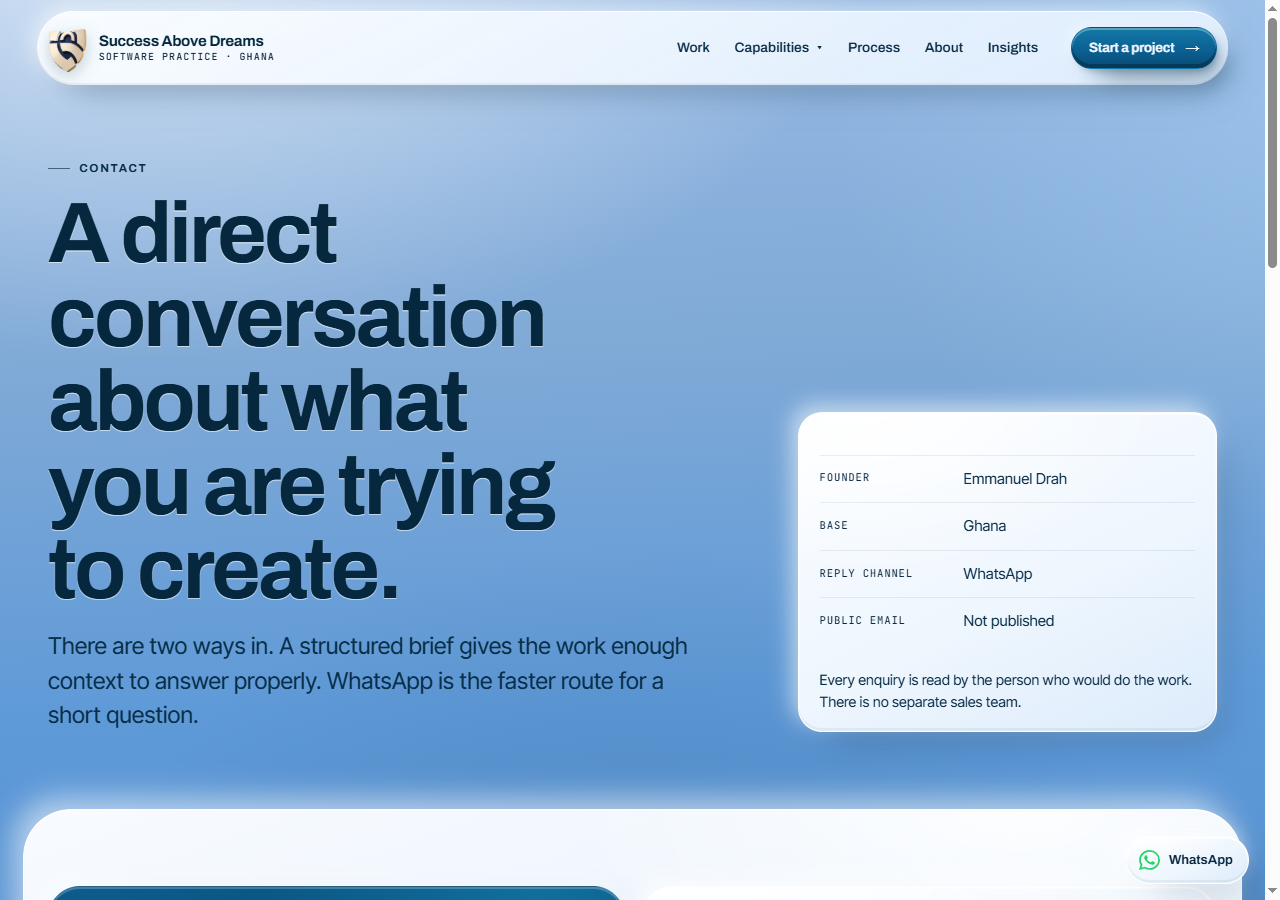 Success Above Dreams
SOFTWARE PRACTICE · GHANA
Work
Capabilities
Process
About
Insights
Start a project →
CONTACT
A direct
conversation
about what
you are trying
to create.
There are two ways in. A structured brief gives the work enough
context to answer properly. WhatsApp is the faster route for a
short question.
FOUNDER Emmanuel Drah
BASE Ghana
REPLY CHANNEL WhatsApp
PUBLIC EMAIL Not published
Every enquiry is read by the person who would do the work.
There is no separate sales team.
WhatsApp